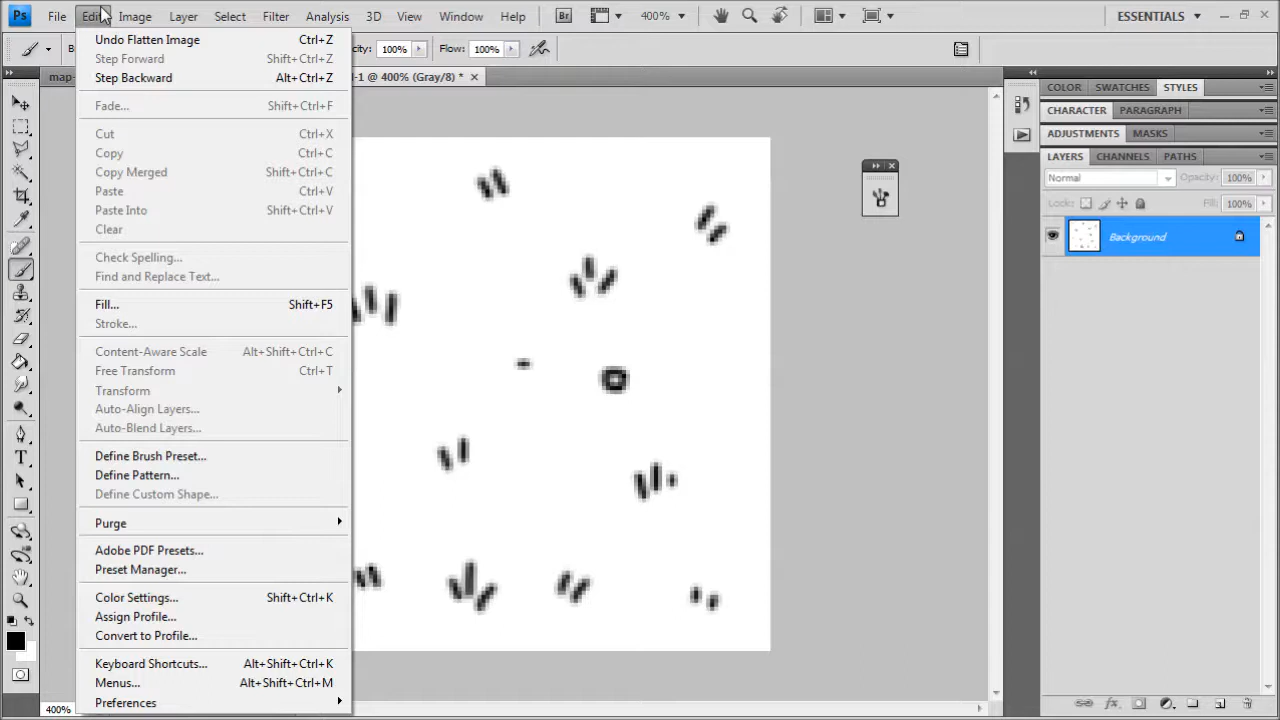 Ps File Edit Image Layer Select Filter Analysis 3D View Window Help Br 400% ESSENTIALS
100% Flow: 100%
map- @ 400% (Gray/8) *
Undo Flatten Image Ctrl+Z
Step Forward Shift+Ctrl+Z
Step Backward Alt+Ctrl+Z
Fade... Shift+Ctrl+F
Cut Ctrl+X
Copy Ctrl+C
Copy Merged Shift+Ctrl+C
Paste Ctrl+V
Paste Into Shift+Ctrl+V
Clear
Check Spelling...
Find and Replace Text...
Fill... Shift+F5
Stroke...
Content-Aware Scale Alt+Shift+Ctrl+C
Free Transform Ctrl+T
Transform
Auto-Align Layers...
Auto-Blend Layers...
Define Brush Preset...
Define Pattern...
Define Custom Shape...
Purge
Adobe PDF Presets...
Preset Manager...
Color Settings... Shift+Ctrl+K
Assign Profile...
Convert to Profile...
Keyboard Shortcuts... Alt+Shift+Ctrl+K
Menus... Alt+Shift+Ctrl+M
Preferences
400%
COLOR SWATCHES STYLES
CHARACTER PARAGRAPH
ADJUSTMENTS MASKS
LAYERS CHANNELS PATHS
Normal Opacity: 100%
Lock: Fill: 100%
Background